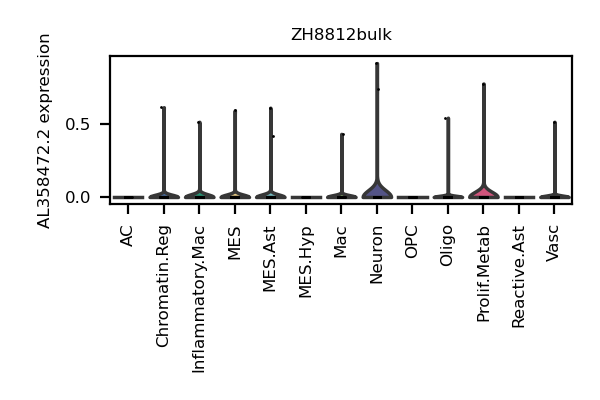 ZH8812bulk
AL358472.2 expression
0.5
0.0
AC
Chromatin.Reg
Inflammatory.Mac
MES
MES.Ast
MES.Hyp
Mac
Neuron
OPC
Oligo
Prolif.Metab
Reactive.Ast
Vasc